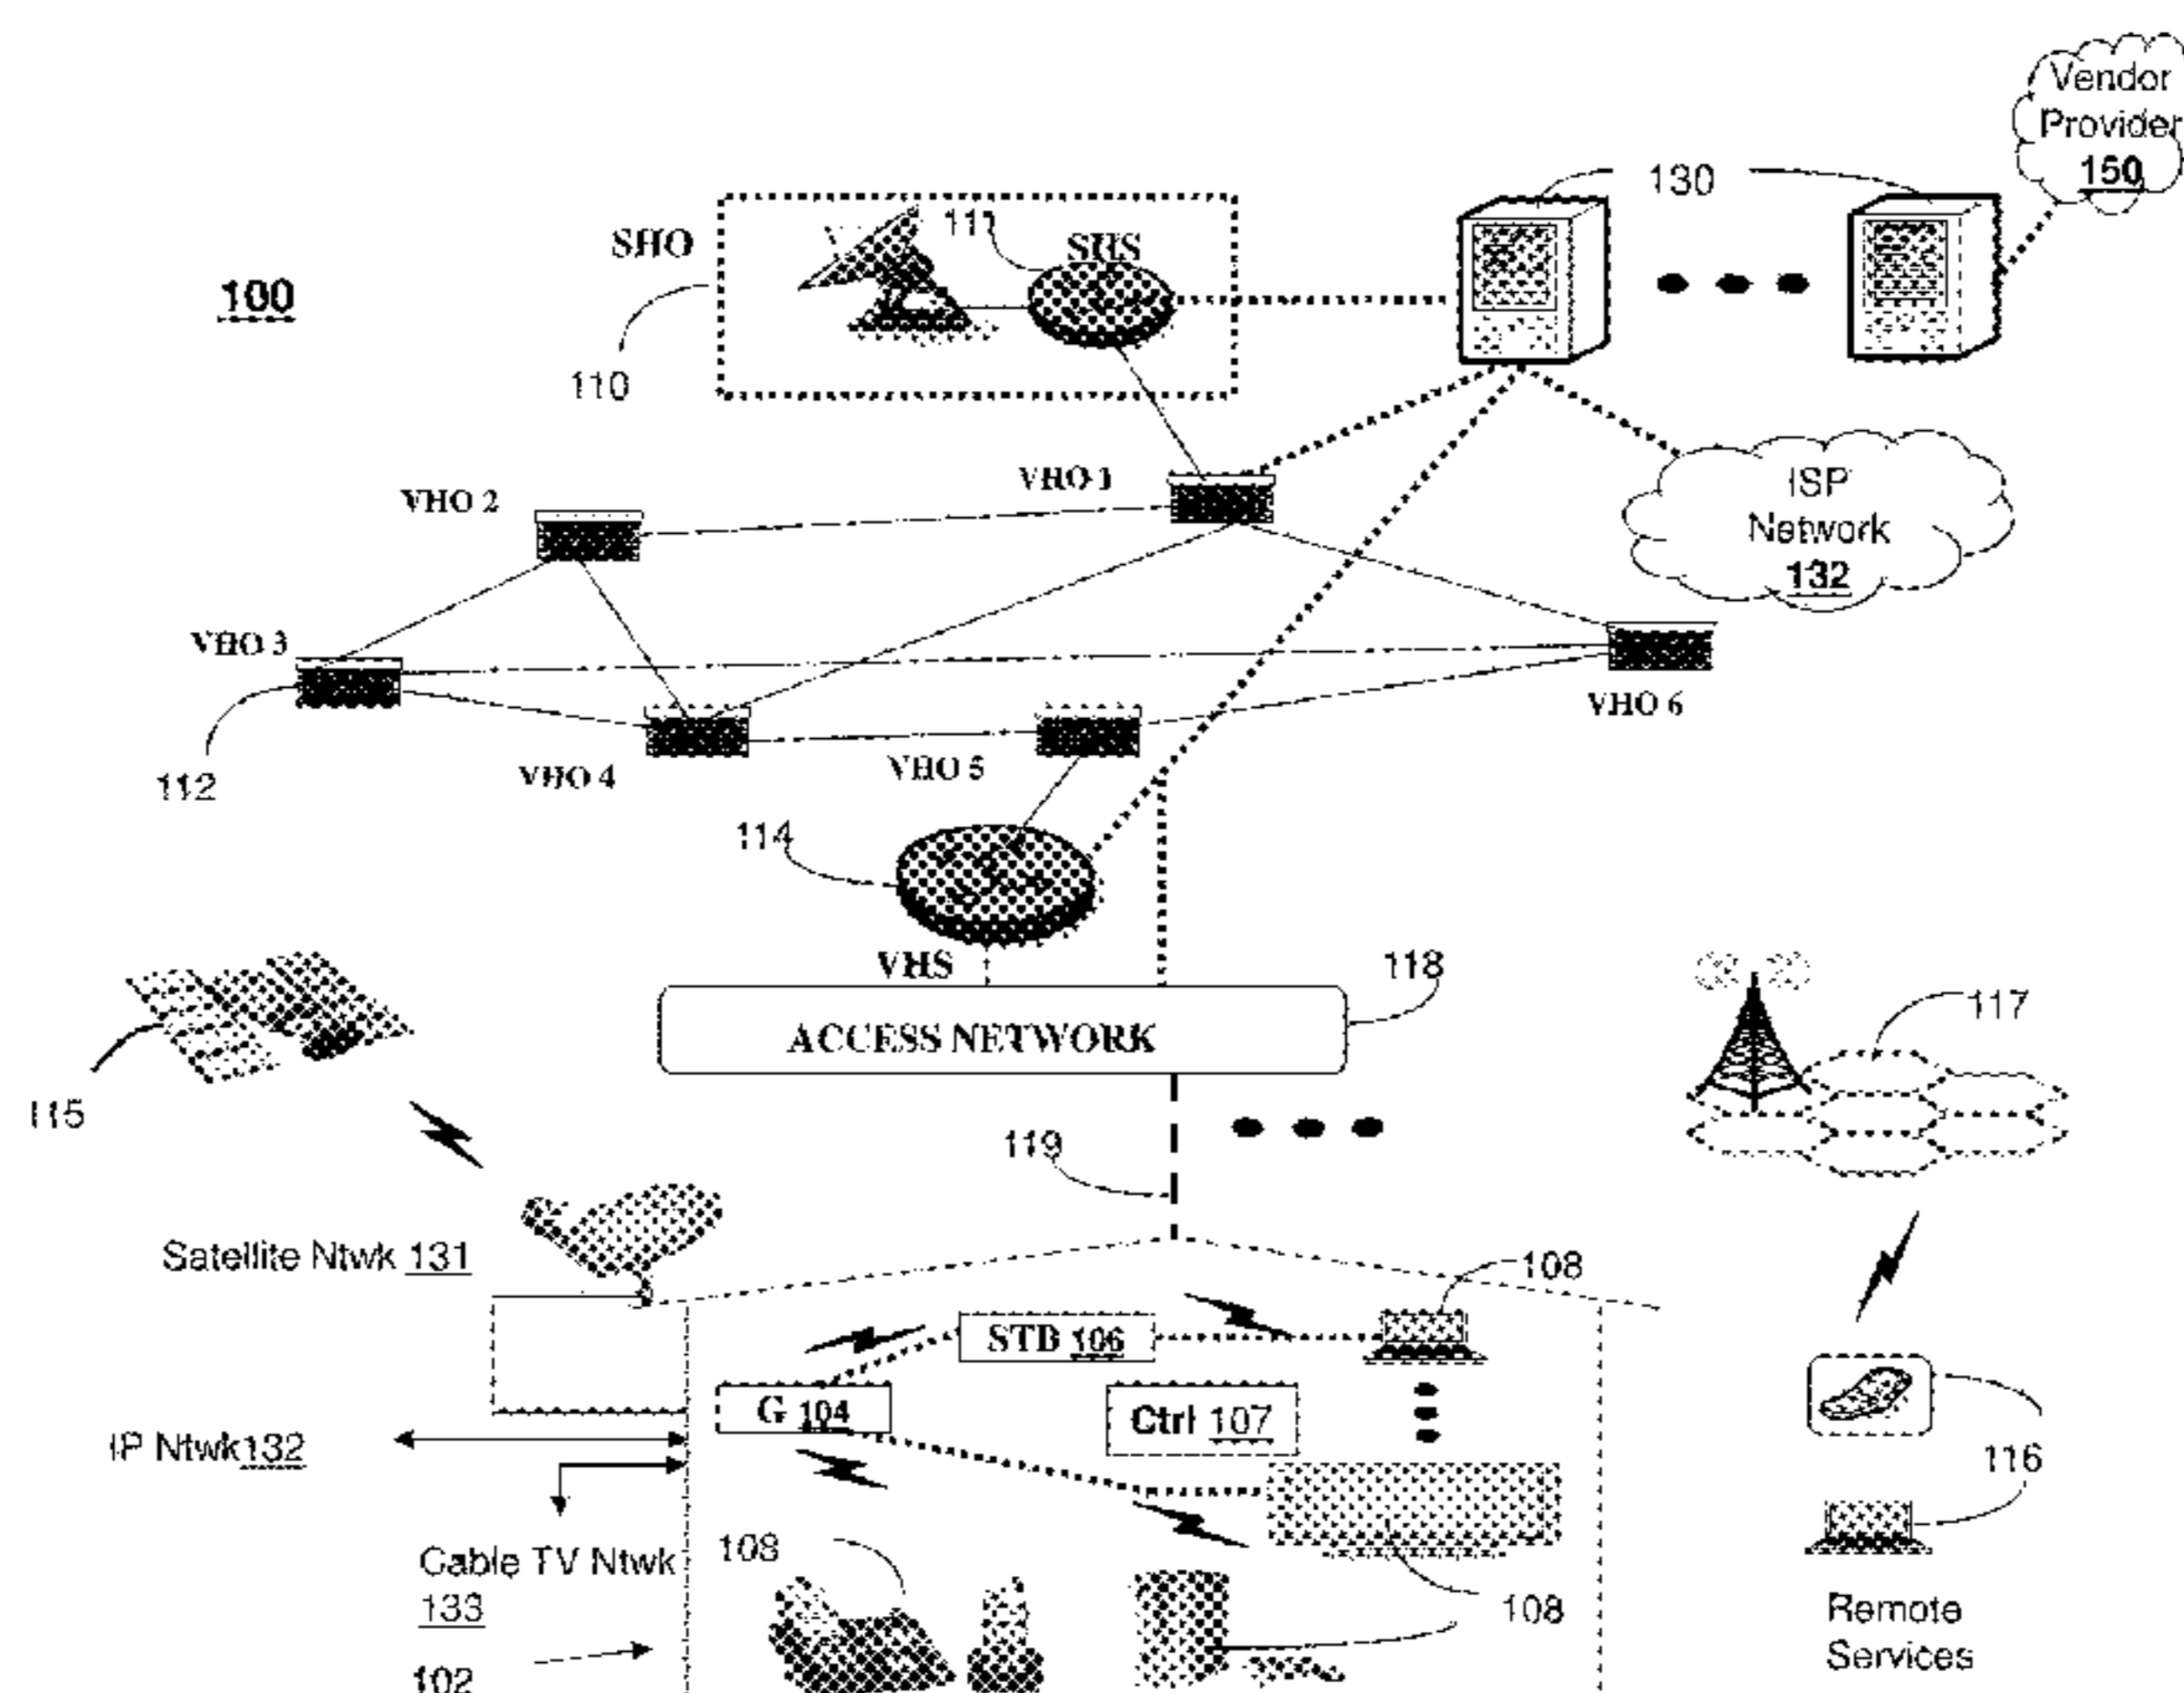 Vendor
Provider
150
130
SHO
111
SHS
100
110
VHO 1
VHO 2
ISP
Network
132
VHO 3
VHO 6
112
VHO 4
VHO 5
114
VHS
118
ACCESS NETWORK
117
115
119
Satellite Ntwk 131
108
STB 106
G 104
Ctrl 107
IP Ntwk132
116
Cable TV Ntwk
133
108
108
Remote
Services
102